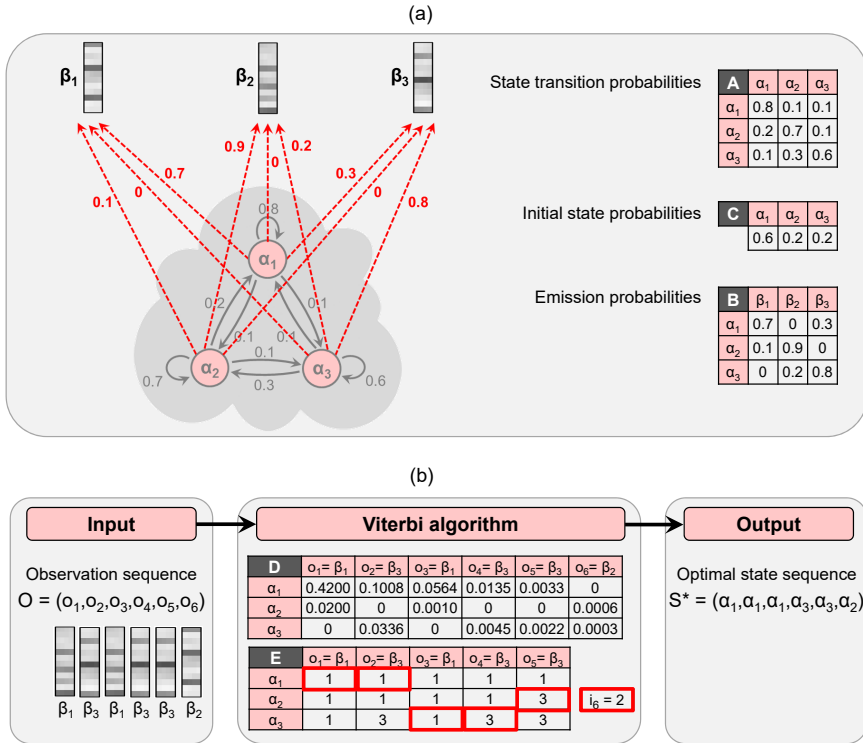 (a)
β1
β2
β3
0.1
0.7
0
0.9
0
0.2
0.3
0
0.8
0.8
α1
0.2
0.1
0.1
0.1
α2
0.1
α3
0.7
0.3
0.6
State transition probabilities
A α1 α2 α3
α1 0.8 0.1 0.1
α2 0.2 0.7 0.1
α3 0.1 0.3 0.6
Initial state probabilities
C α1 α2 α3
0.6 0.2 0.2
Emission probabilities
B β1 β2 β3
α1 0.7 0 0.3
α2 0.1 0.9 0
α3 0 0.2 0.8
(b)
Input
Observation sequence
O = (o1,o2,o3,o4,o5,o6)
β1 β3 β1 β3 β3 β2
Viterbi algorithm
D o1= β1 o2= β3 o3= β1 o4= β3 o5= β3 o6= β2
α1 0.4200 0.1008 0.0564 0.0135 0.0033 0
α2 0.0200 0 0.0010 0 0 0.0006
α3 0 0.0336 0 0.0045 0.0022 0.0003
E o1= β1 o2= β3 o3= β1 o4= β3 o5= β3
α1 1 1 1 1 1
α2 1 1 1 1 3
α3 1 3 1 3 3
i6 = 2
Output
Optimal state sequence
S* = (α1,α1,α1,α3,α3,α2)